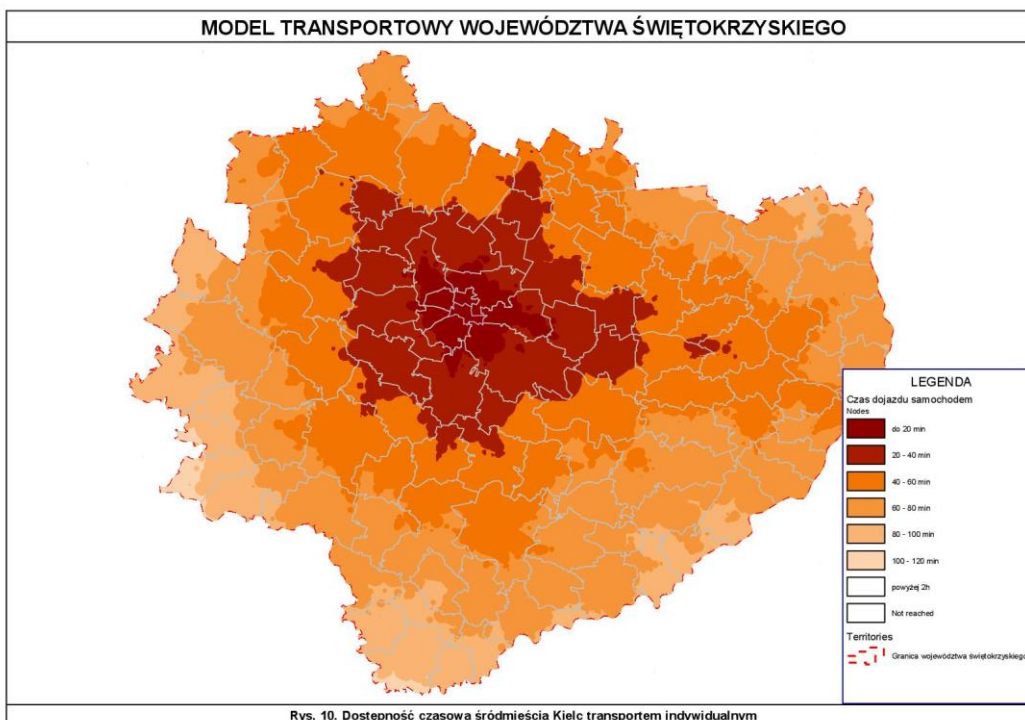 MODEL TRANSPORTOWY WOJEWÓDZTWA ŚWIĘTOKRZYSKIEGO
LEGENDA
Czas dojazdu samochodem
Nodes
do 20 min
20 - 40 min
40 - 60 min
60 - 80 min
80 - 100 min
100 - 120 min
powyżej 2h
Not reached
Territories
Granica województwa świętokrzyskiego
Rys. 10. Dostępność czasowa śródmieścia Kielc transportem indywidualnym